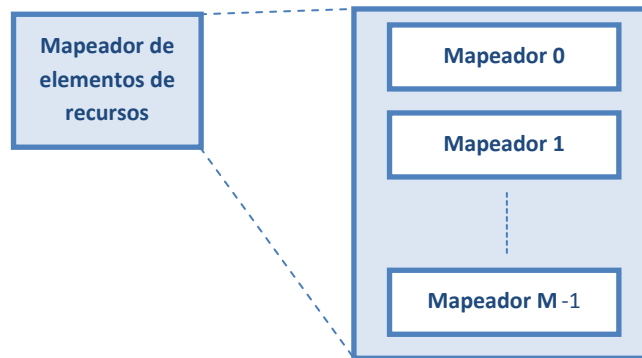 Mapeador de
elementos de
recursos
Mapeador 0
Mapeador 1
Mapeador M -1